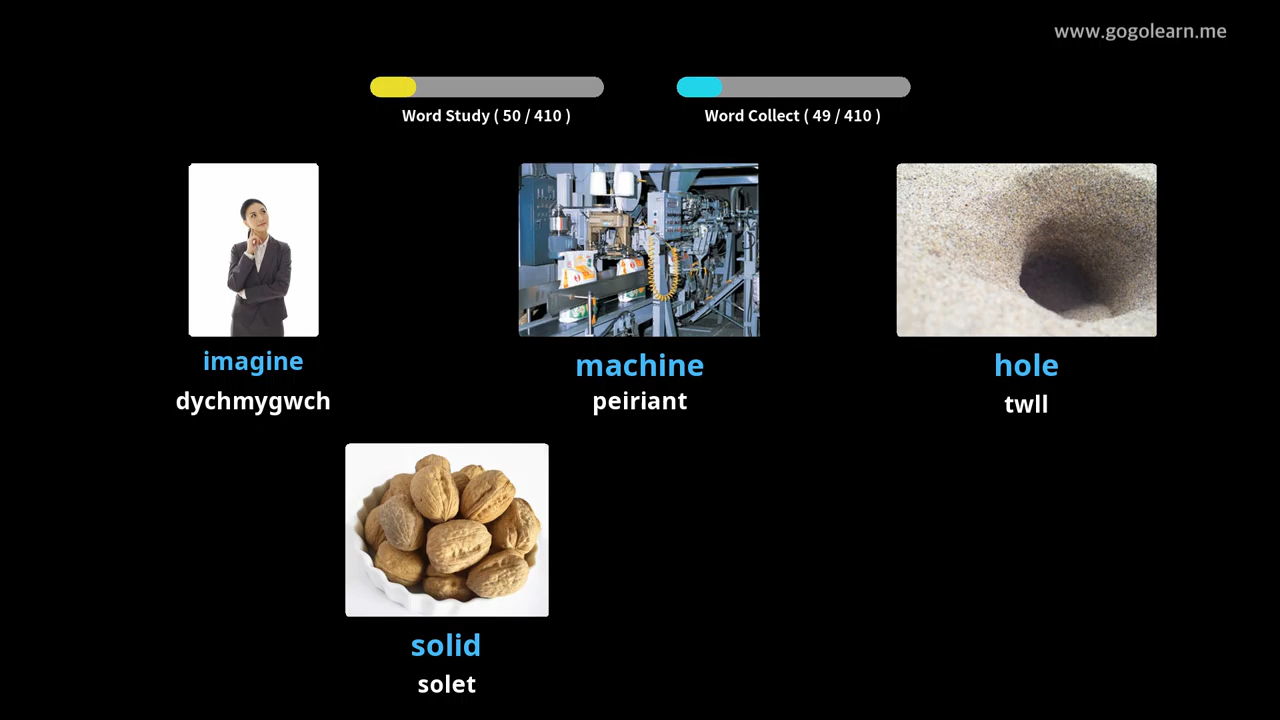 www.gogolearn.me
Word Study ( 50 / 410 )
Word Collect ( 49 / 410 )
imagine
dychmygwch
machine
peiriant
hole
twll
solid
solet